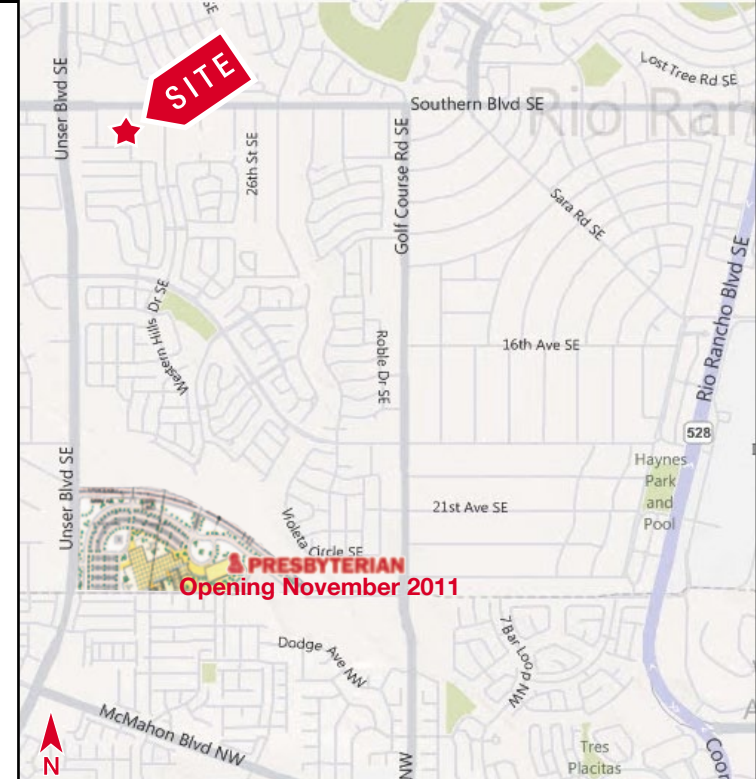 SE
Unser Blvd SE
SITE
Lost Tree Rd SE
Southern Blvd SE
Rio Ran
26th St SE
Golf Course Rd SE
Sara Rd SE
Rio Rancho Blvd SE
Western Hills Dr SE
Roble Dr SE
16th Ave SE
528
Unser Blvd SE
Haynes
Park
and
Pool
21st Ave SE
Violeta Circle SE
PRESBYTERIAN
Opening November 2011
7 Bar Loop NW
Dodge Ave NW
McMahon Blvd NW
N
NW
Tres
Placitas
Coor